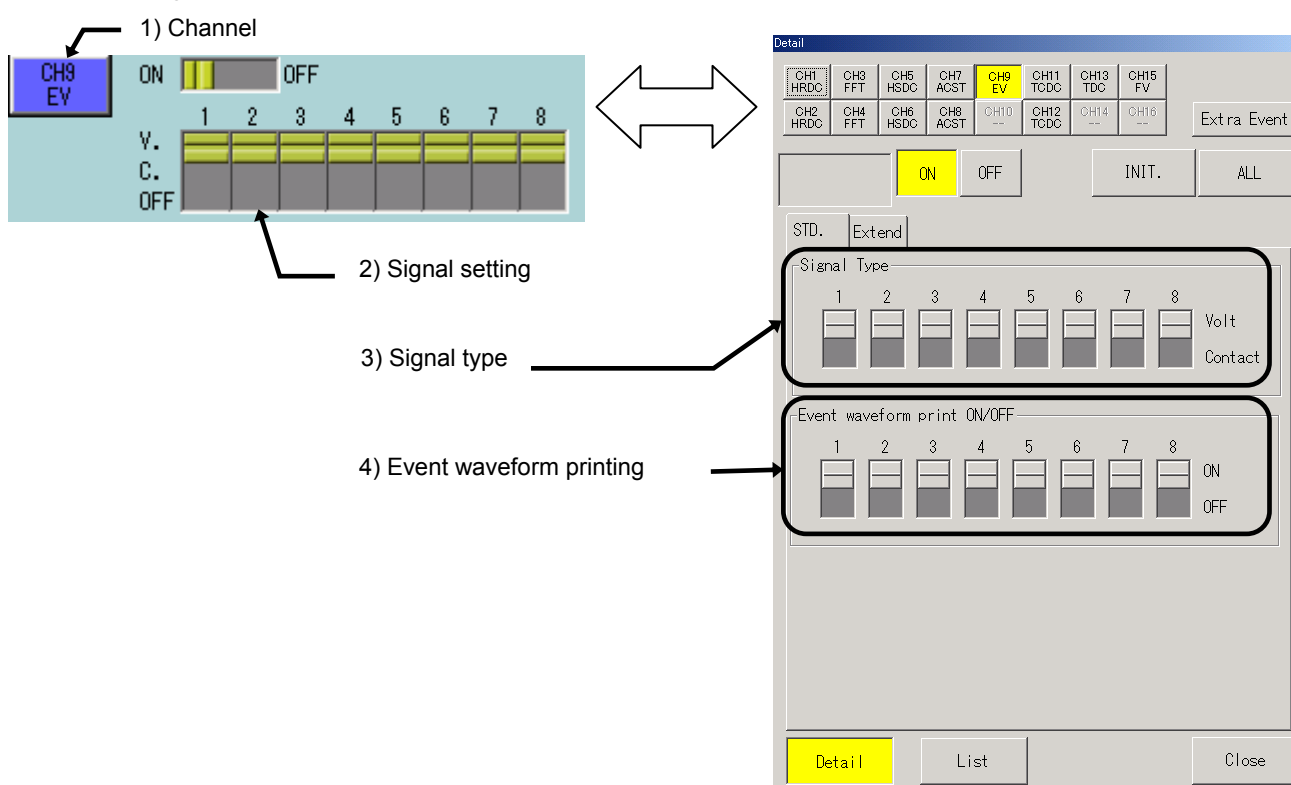 1) Channel
CH9
EV
ON OFF
1 2 3 4 5 6 7 8
V.
C.
OFF
2) Signal setting
3) Signal type
4) Event waveform printing
Detail
CH1 HRDC CH3 FFT CH5 HSDC CH7 ACST CH9 EV CH11 TCDC CH13 TDC CH15 FV
CH2 HRDC CH4 FFT CH6 HSDC CH8 ACST CH10 -- CH12 TCDC CH14 -- CH16 --
Extra Event
ON OFF INIT. ALL
STD. Extend
Signal Type
1 2 3 4 5 6 7 8
Volt
Contact
Event waveform print ON/OFF
1 2 3 4 5 6 7 8
ON
OFF
Detail List Close